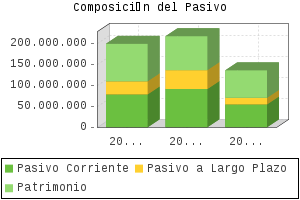 Composici□n del Pasivo
200.000.000
150.000.000
100.000.000
50.000.000
0
20... 20... 20...
Pasivo Corriente Pasivo a Largo Plazo
Patrimonio